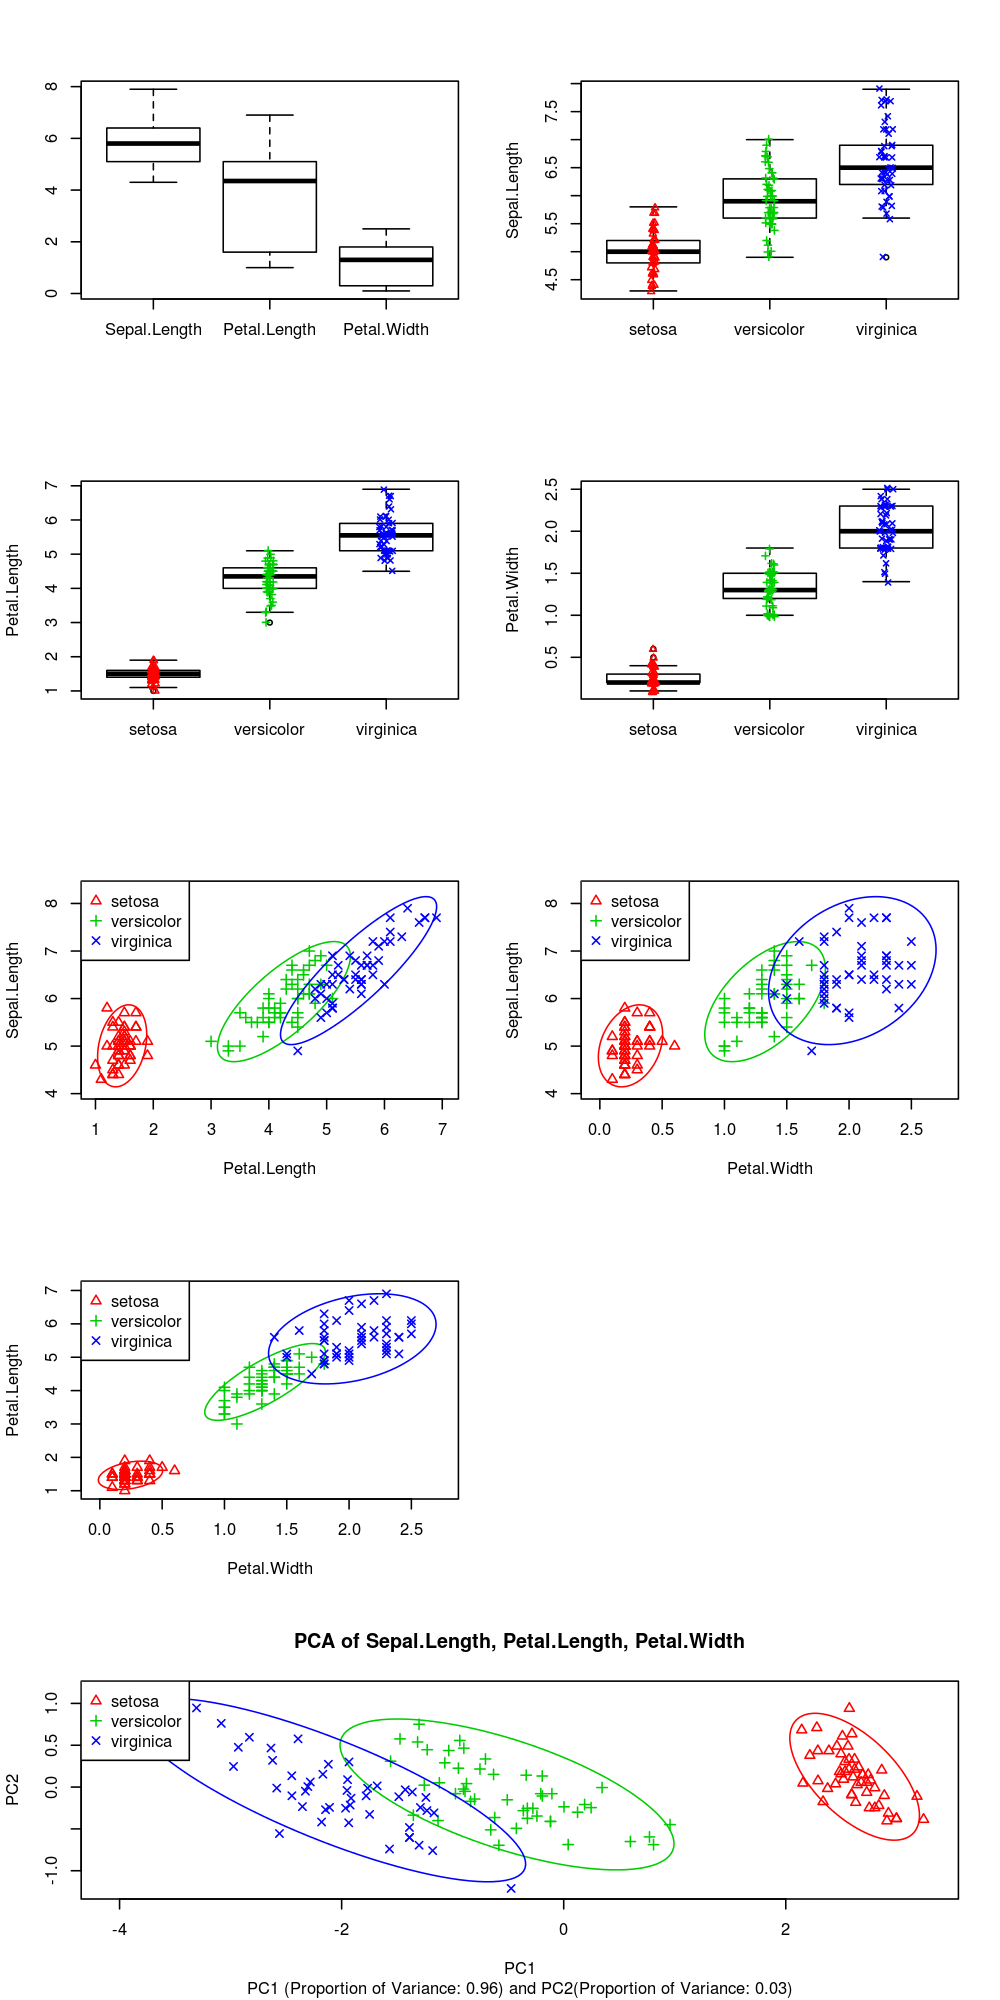 8
6
4
2
0
Sepal.Length Petal.Length Petal.Width
Sepal.Length
7.5
6.5
5.5
4.5
setosa versicolor virginica
Petal.Length
7
6
5
4
3
2
1
setosa versicolor virginica
Petal.Width
2.5
2.0
1.5
1.0
0.5
setosa versicolor virginica
setosa
versicolor
virginica
Sepal.Length
8
7
6
5
4
1 2 3 4 5 6 7
Petal.Length
setosa
versicolor
virginica
Sepal.Length
8
7
6
5
4
0.0 0.5 1.0 1.5 2.0 2.5
Petal.Width
setosa
versicolor
virginica
Petal.Length
7
6
5
4
3
2
1
0.0 0.5 1.0 1.5 2.0 2.5
Petal.Width
PCA of Sepal.Length, Petal.Length, Petal.Width
setosa
versicolor
virginica
PC2
1.0
0.5
0.0
-1.0
-4 -2 0 2
PC1
PC1 (Proportion of Variance: 0.96) and PC2(Proportion of Variance: 0.03)